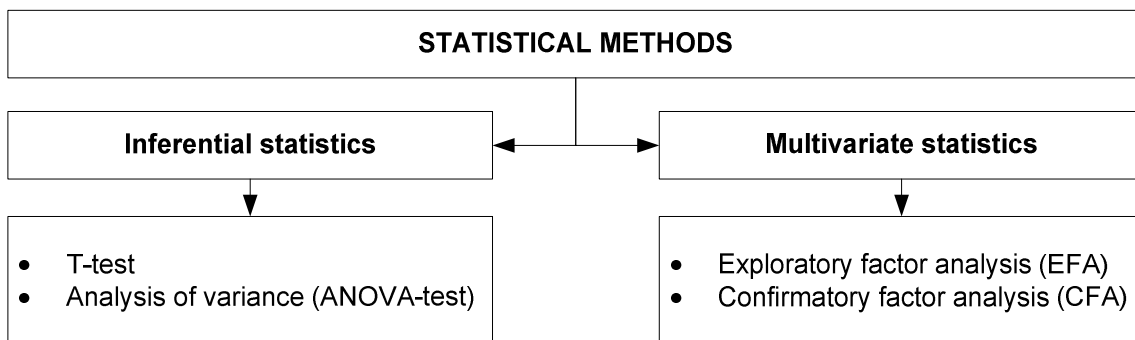 STATISTICAL METHODS
Inferential statistics
Multivariate statistics
• T-test
• Analysis of variance (ANOVA-test)
• Exploratory factor analysis (EFA)
• Confirmatory factor analysis (CFA)